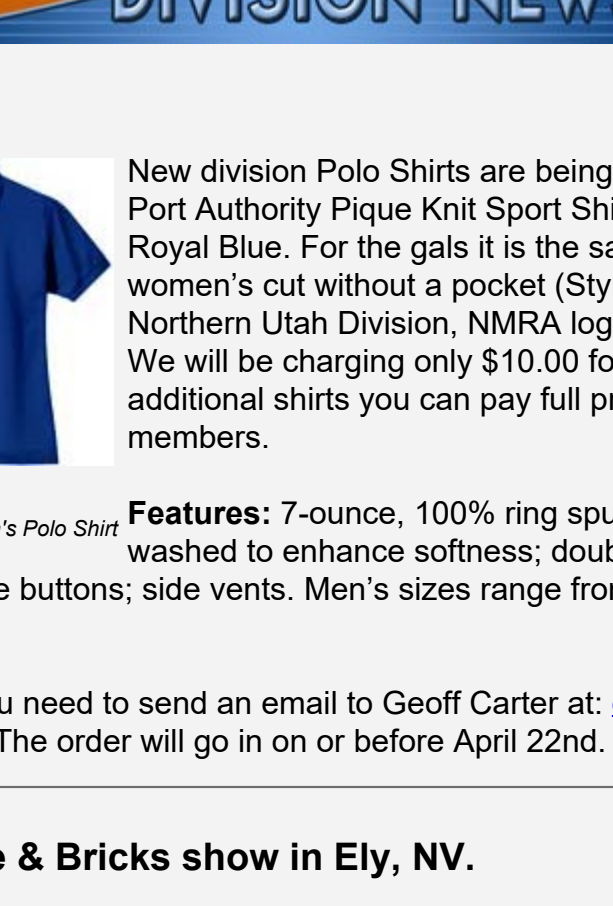 DIVISION NEW
New division Polo Shirts are being
Port Authority Pique Knit Sport Shi
Royal Blue. For the gals it is the sa
women's cut without a pocket (Sty
Northern Utah Division, NMRA log
We will be charging only $10.00 fo
additional shirts you can pay full pr
members.
's Polo Shirt
Features: 7-ounce, 100% ring spu
washed to enhance softness; doub
e buttons; side vents. Men's sizes range from
u need to send an email to Geoff Carter at:
The order will go in on or before April 22nd.
e & Bricks show in Ely, NV.